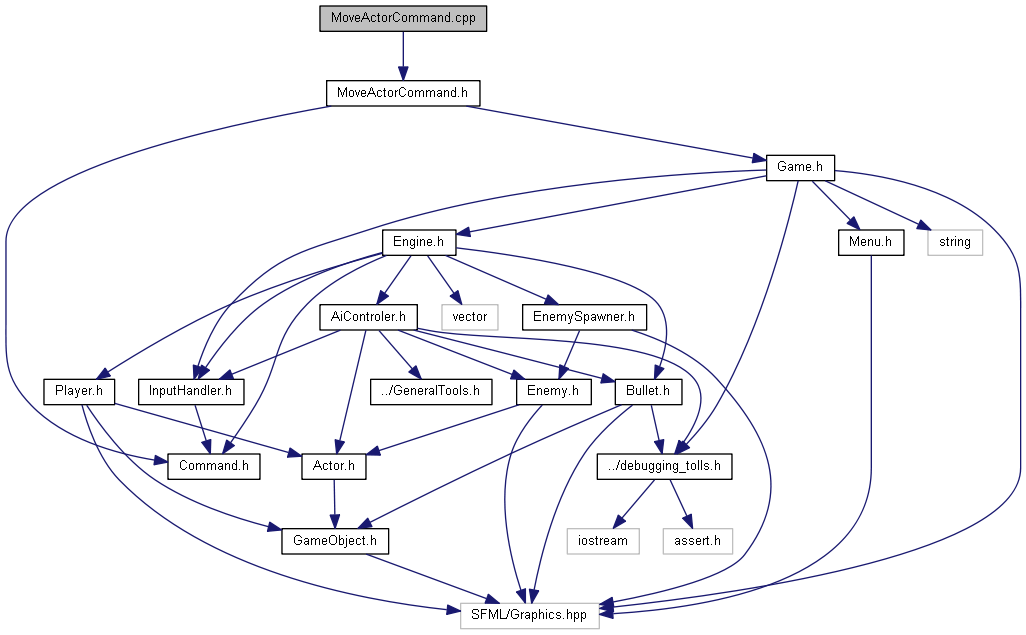 MoveActorCommand.cpp
MoveActorCommand.h
Game.h
Engine.h
Menu.h
string
AiControler.h
vector
EnemySpawner.h
Player.h
InputHandler.h
../GeneralTools.h
Enemy.h
Bullet.h
Command.h
Actor.h
../debugging_tolls.h
GameObject.h
iostream
assert.h
SFML/Graphics.hpp